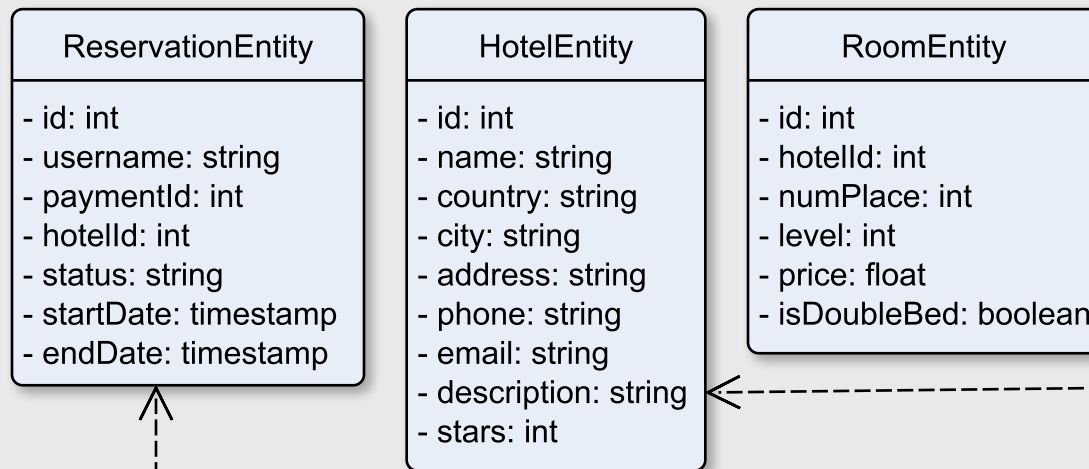 ReservationEntity
- id: int
- username: string
- paymentId: int
- hotelId: int
- status: string
- startDate: timestamp
- endDate: timestamp
HotelEntity
- id: int
- name: string
- country: string
- city: string
- address: string
- phone: string
- email: string
- description: string
- stars: int
RoomEntity
- id: int
- hotelId: int
- numPlace: int
- level: int
- price: float
- isDoubleBed: boolean